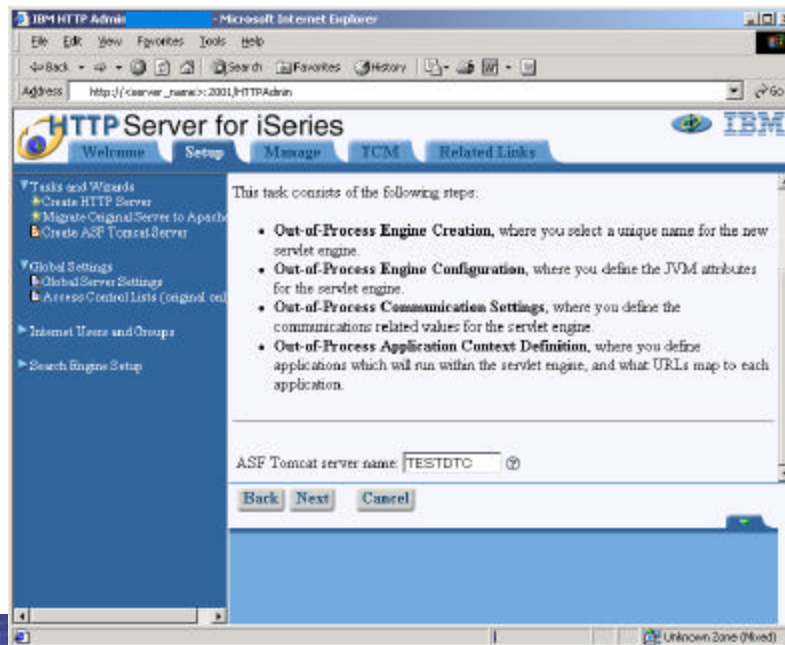 IBM HTTP Admin - Microsoft Internet Explorer
File Edit View Favorites Tools Help
Back Search Favorites History
Address http://<server_name>:2001/HTTPAdmin Go
HTTP Server for iSeries IBM
Welcome Setup Manage TCM Related Links
Tasks and Wizards
Create HTTP Server
Migrate Original Server to Apache
Create ASF Tomcat Server
Global Settings
Global Server Settings
Access Control Lists (original onl
Internet Users and Groups
Search Engine Setup
This task consists of the following steps:
• Out-of-Process Engine Creation, where you select a unique name for the new
servlet engine.
• Out-of-Process Engine Configuration, where you define the JVM attributes
for the servlet engine.
• Out-of-Process Communication Settings, where you define the
communications related values for the servlet engine.
• Out-of-Process Application Context Definition, where you define
applications which will run within the servlet engine, and what URLs map to each
application.
ASF Tomcat server name: TESTDTC
Back Next Cancel
Unknown Zone (Mixed)